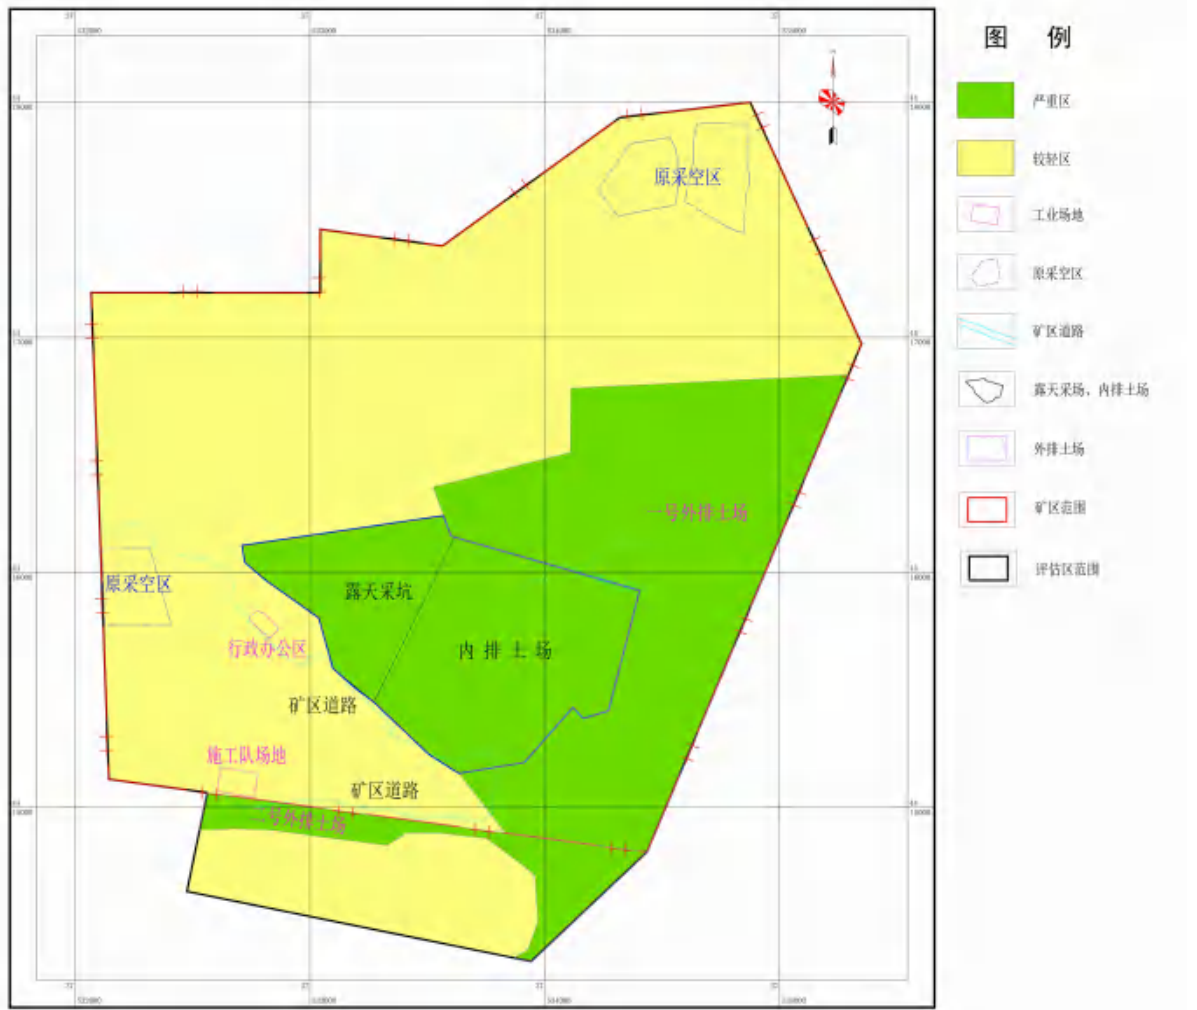 图 例
严重区
较轻区
工业场地
原采空区
矿区道路
露天采场、内排土场
外排土场
矿区范围
评估区范围
原采空区
一号外排土场
原采空区
露天采坑
行政办公区
内 排 土 场
矿区道路
施工队场地
矿区道路
二号外排土场